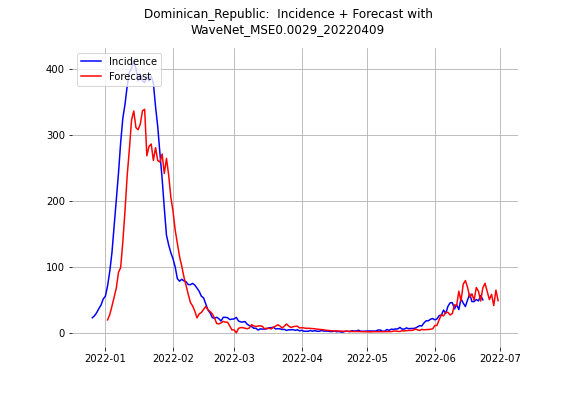 Dominican_Republic:  Incidence + Forecast with
WaveNet_MSE0.0029_20220409
Incidence
Forecast
400
300
200
100
0
2022-01 2022-02 2022-03 2022-04 2022-05 2022-06 2022-07